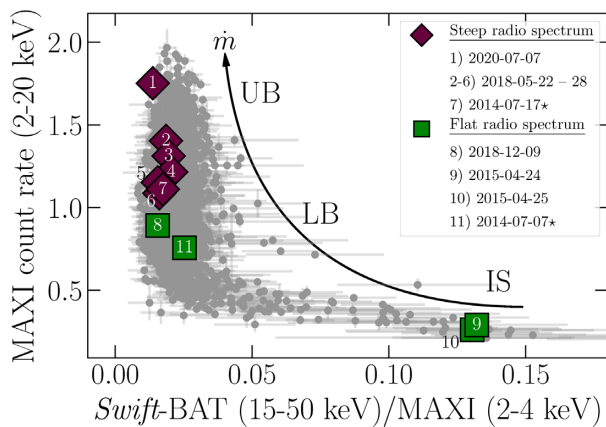 MAXI count rate (2-20 keV)
2.0
1.5
1.0
0.5
0.00
0.05
0.10
0.15
Swift-BAT (15-50 keV)/MAXI (2-4 keV)
ṁ
UB
LB
IS
1
2
3
4
5
6
7
8
11
9
10
Steep radio spectrum
1) 2020-07-07
2-6) 2018-05-22 – 28
7) 2014-07-17⋆
Flat radio spectrum
8) 2018-12-09
9) 2015-04-24
10) 2015-04-25
11) 2014-07-07⋆